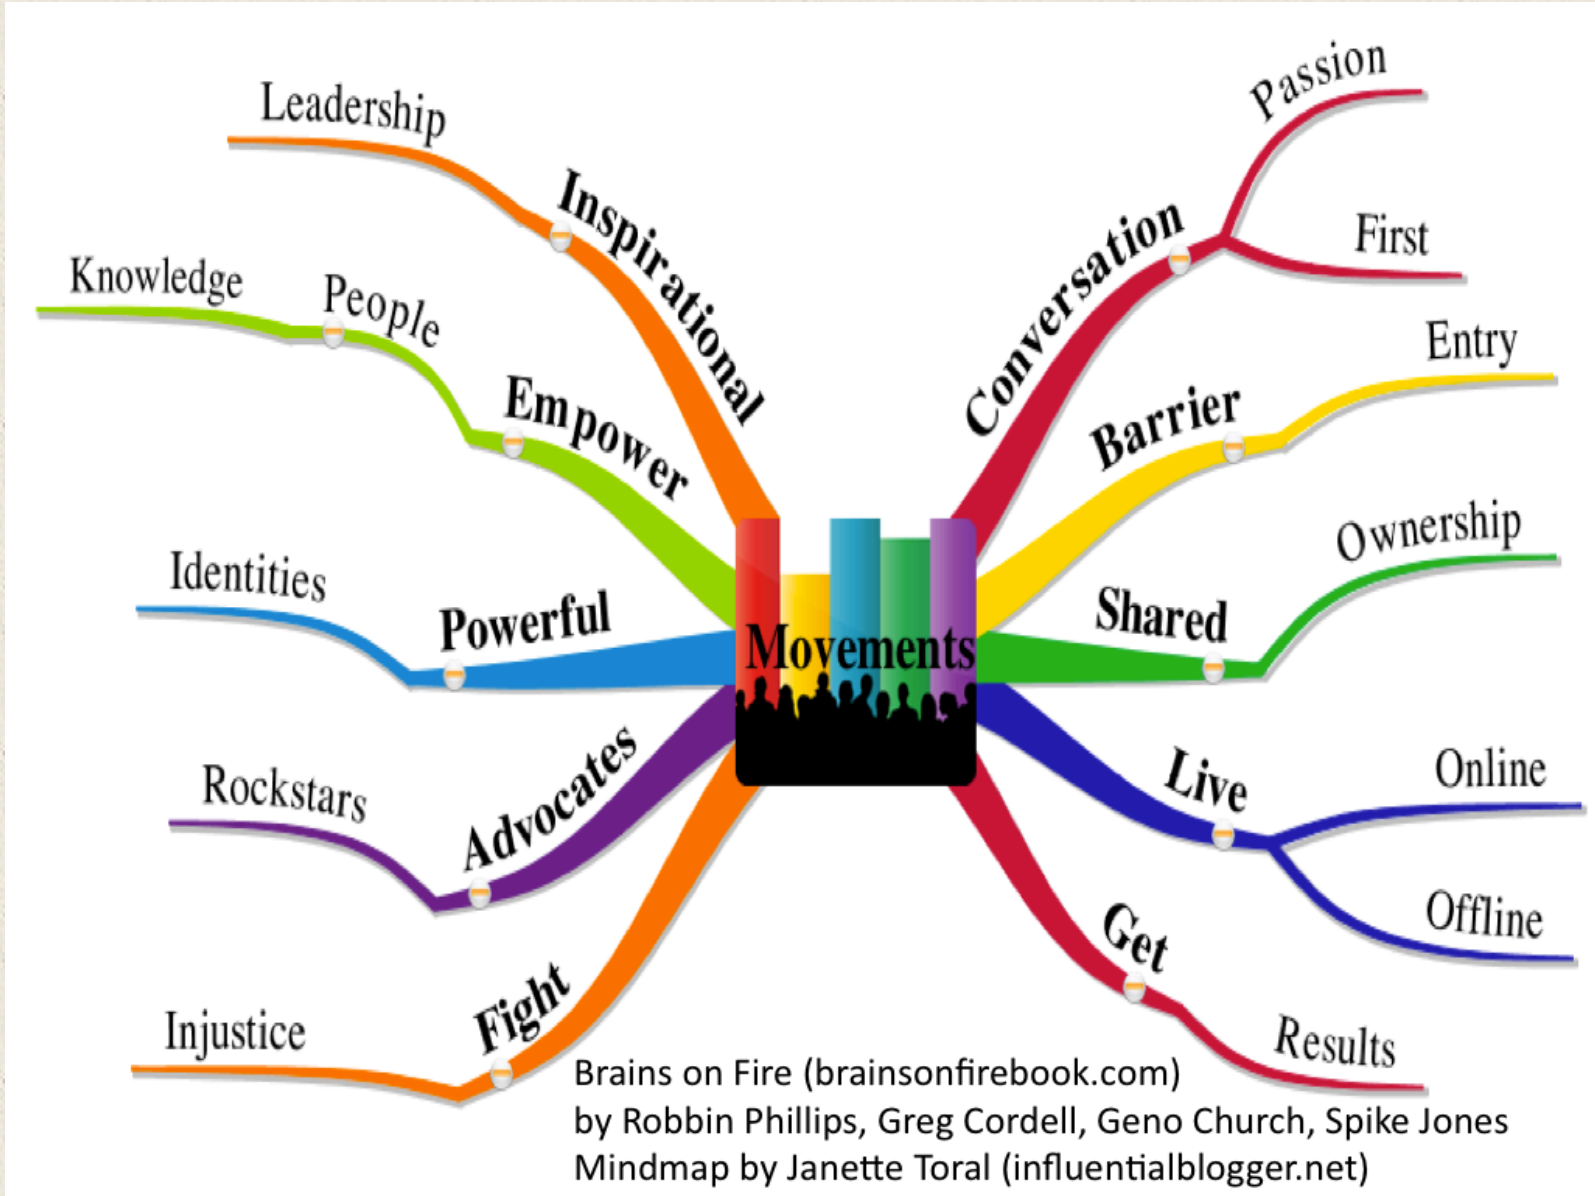 Movements
Conversation
Passion
First
Barrier
Entry
Shared
Ownership
Live
Online
Offline
Get
Results
Inspirational
Leadership
Empower
People
Knowledge
Powerful
Identities
Advocates
Rockstars
Fight
Injustice
Brains on Fire (brainsonfirebook.com)
by Robbin Phillips, Greg Cordell, Geno Church, Spike Jones
Mindmap by Janette Toral (influentialblogger.net)